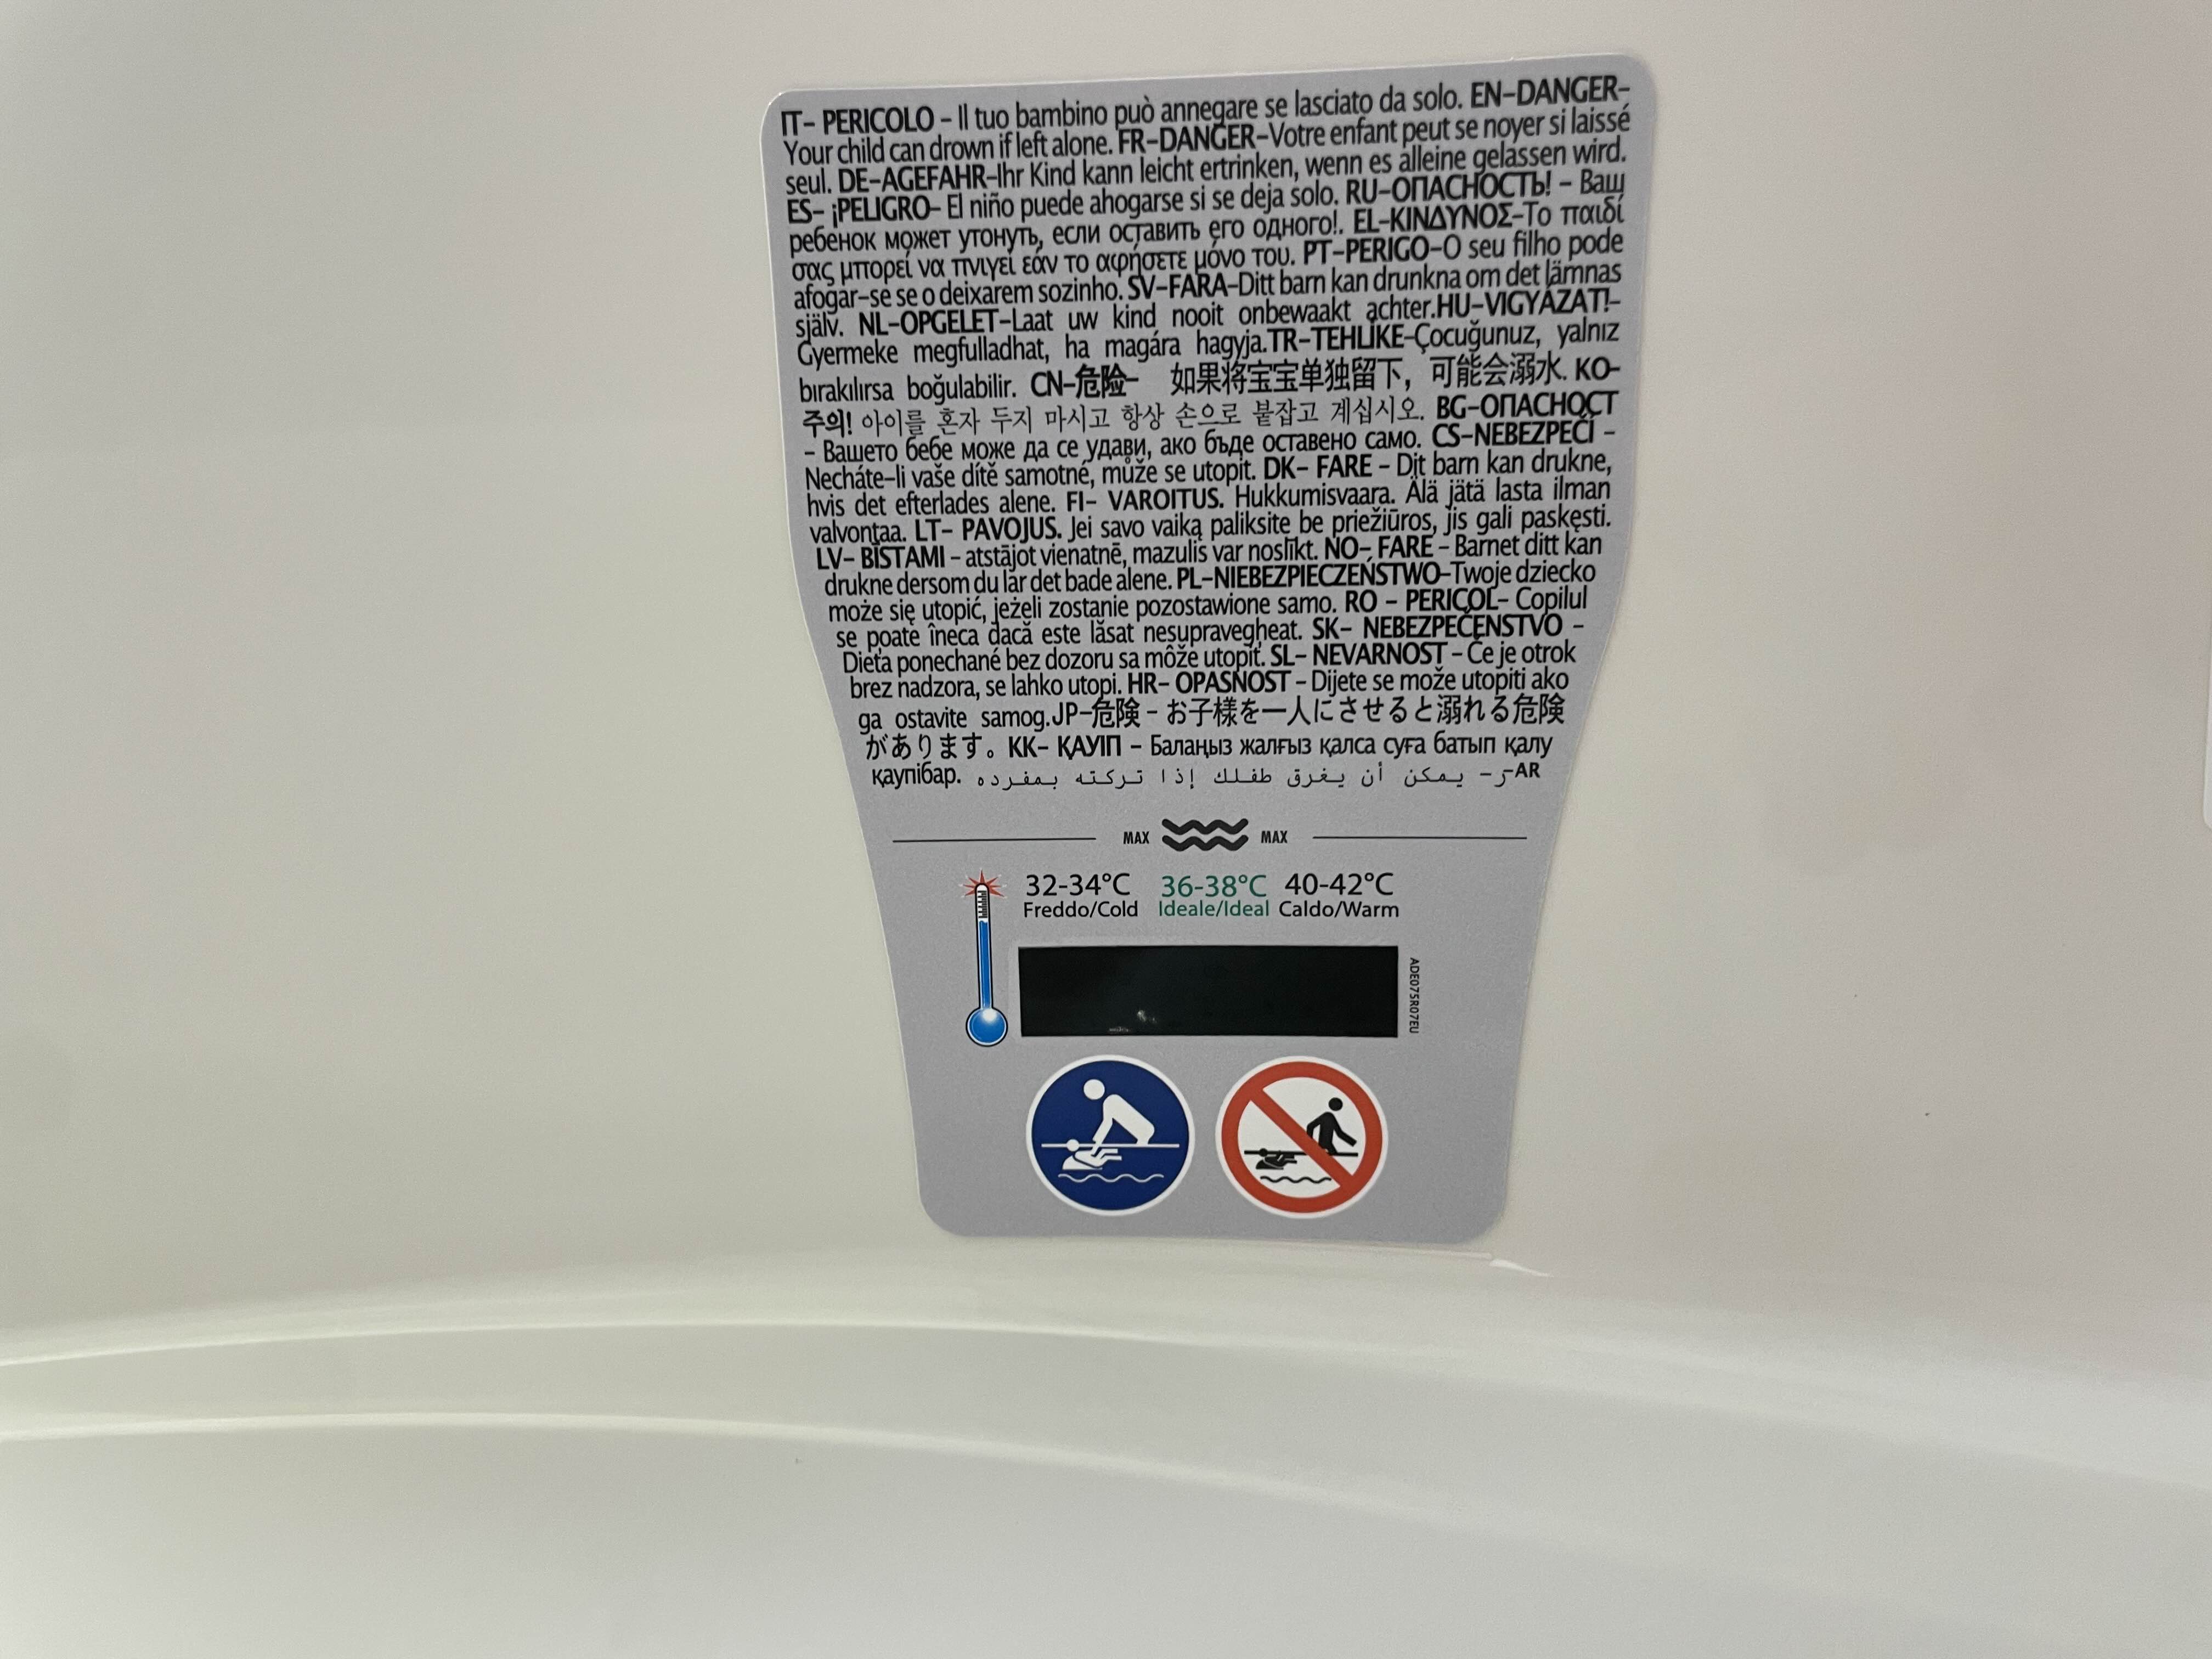 IT- PERICOLO - Il tuo bambino può annegare se lasciato da solo. EN-DANGER-
Your child can drown if left alone. FR-DANGER-Votre enfant peut se noyer si laissé
seul. DE-AGEFAHR-Ihr Kind kann leicht ertrinken, wenn es alleine gelassen wird.
ES- ¡PELIGRO- El niño puede ahogarse si se deja solo. RU-ОПАСНОСТЬ! - Ваш
ребенок может утонуть, если оставить его одного!. EL-ΚΙΝΔΥΝΟΣ-Το παιδί
σας μπορεί να πνιγεί εάν το αφήσετε μόνο του. PT-PERIGO-O seu filho pode
afogar-se se o deixarem sozinho. SV-FARA-Ditt barn kan drunkna om det lämnas
själv. NL-OPGELET-Laat uw kind nooit onbewaakt achter.HU-VIGYÁZAT!-
Gyermeke megfulladhat, ha magára hagyja.TR-TEHLİKE-Çocuğunuz, yalnız
bırakılırsa boğulabilir. CN-危险- 如果将宝宝单独留下，可能会溺水. KO-
주의! 아이를 혼자 두지 마시고 항상 손으로 붙잡고 계십시오. BG-ОПАСНОСТ
- Вашето бебе може да се удави, ако бъде оставено само. CS-NEBEZPEČÍ -
Necháte-li vaše dítě samotné, může se utopit. DK- FARE - Dit barn kan drukne,
hvis det efterlades alene. FI- VAROITUS. Hukkumisvaara. Älä jätä lasta ilman
valvontaa. LT- PAVOJUS. Jei savo vaiką paliksite be priežiūros, jis gali paskęsti.
LV- BĪSTAMI - atstājot vienatnē, mazulis var noslīkt. NO- FARE - Barnet ditt kan
drukne dersom du lar det bade alene. PL-NIEBEZPIECZEŃSTWO-Twoje dziecko
może się utopić, jeżeli zostanie pozostawione samo. RO - PERICOL- Copilul
se poate îneca dacă este lăsat nesupravegheat. SK- NEBEZPEČENSTVO -
Dieťa ponechané bez dozoru sa môže utopiť. SL- NEVARNOST - Če je otrok
brez nadzora, se lahko utopi. HR- OPASNOST - Dijete se može utopiti ako
ga ostavite samog.JP-危険 - お子様を一人にさせると溺れる危険
があります。KK- ҚАУІП - Балаңыз жалғыз қалса суға батып қалу
қаупібар. AR-ر- يمكن أن يغرق طفلك إذا تركته بمفرده
MAX MAX
32-34°C 36-38°C 40-42°C
Freddo/Cold Ideale/Ideal Caldo/Warm
ADE075R07EU